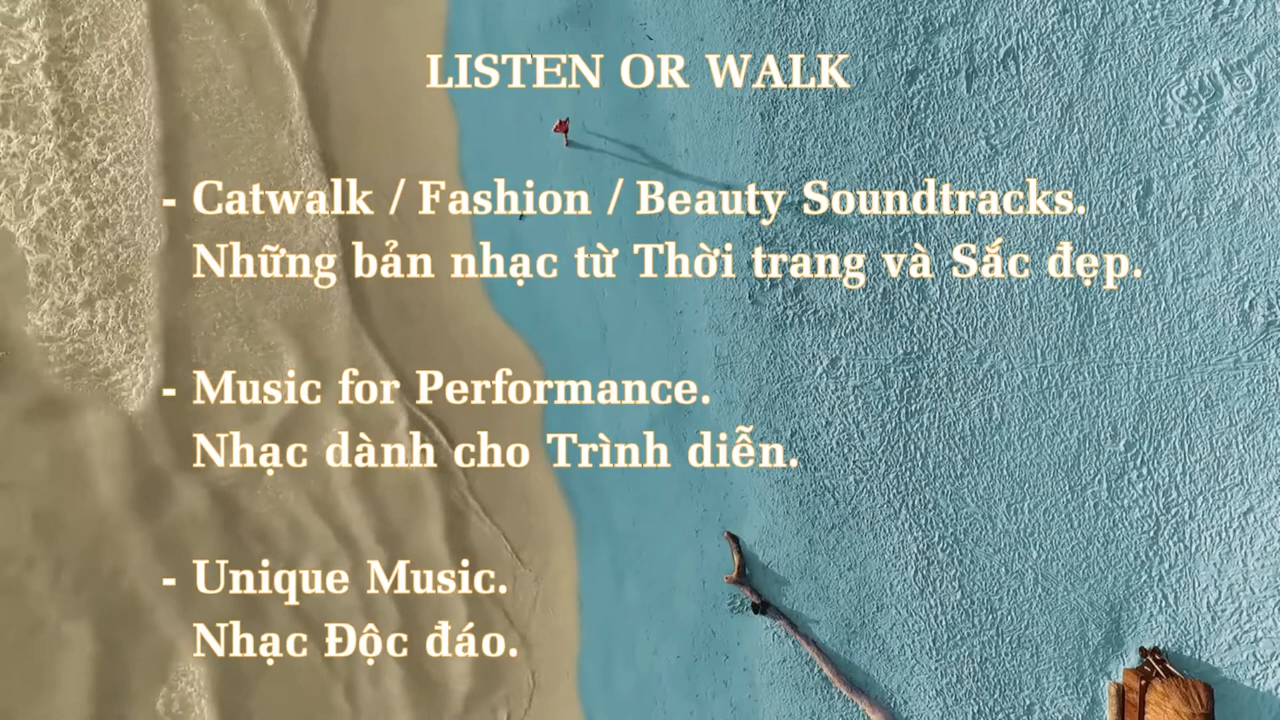 LISTEN OR WALK
- Catwalk / Fashion / Beauty Soundtracks.
Những bản nhạc từ Thời trang và Sắc đẹp.
- Music for Performance.
Nhạc dành cho Trình diễn.
- Unique Music.
Nhạc Độc đáo.